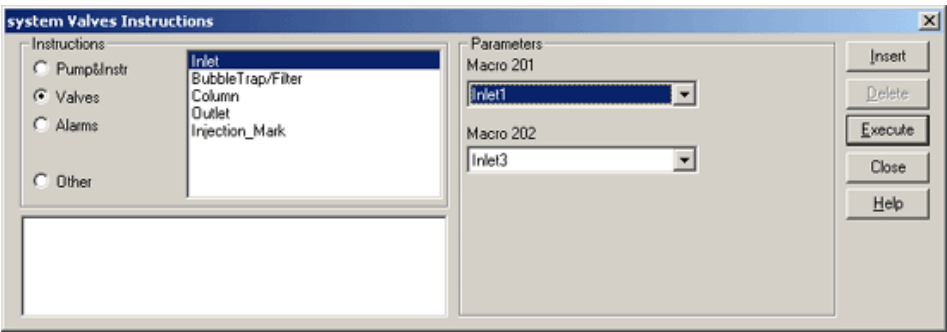 system Valves Instructions
Instructions
Pump&Instr
Valves
Alarms
Other
Inlet
BubbleTrap/Filter
Column
Outlet
Injection_Mark
Parameters
Macro 201
Inlet1
Macro 202
Inlet3
Insert
Delete
Execute
Close
Help